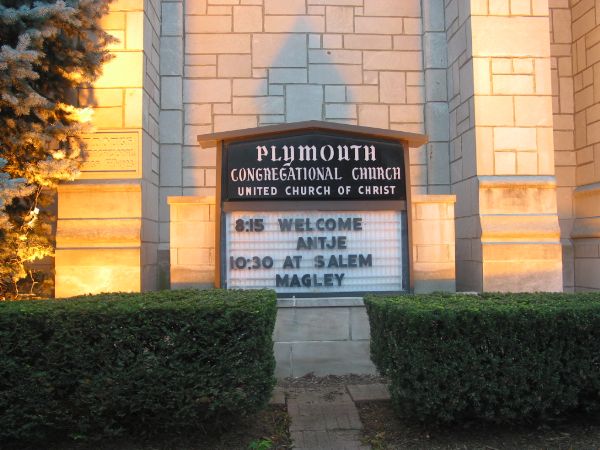 PLYMOUTH
CONGREGATIONAL CHURCH
UNITED CHURCH OF CHRIST
8:15 WELCOME
ANTJE
10:30 AT SALEM
MAGLEY